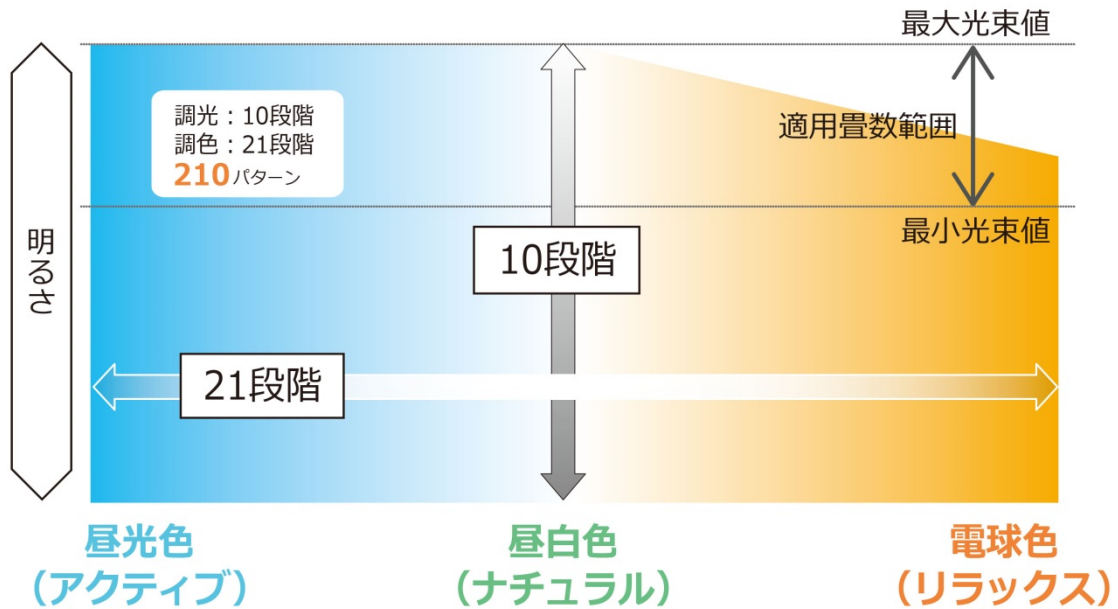 最大光束値
調光：10段階
調色：21段階
210パターン
適用畳数範囲
最小光束値
明るさ
10段階
21段階
昼光色
（アクティブ）
昼白色
（ナチュラル）
電球色
（リラックス）